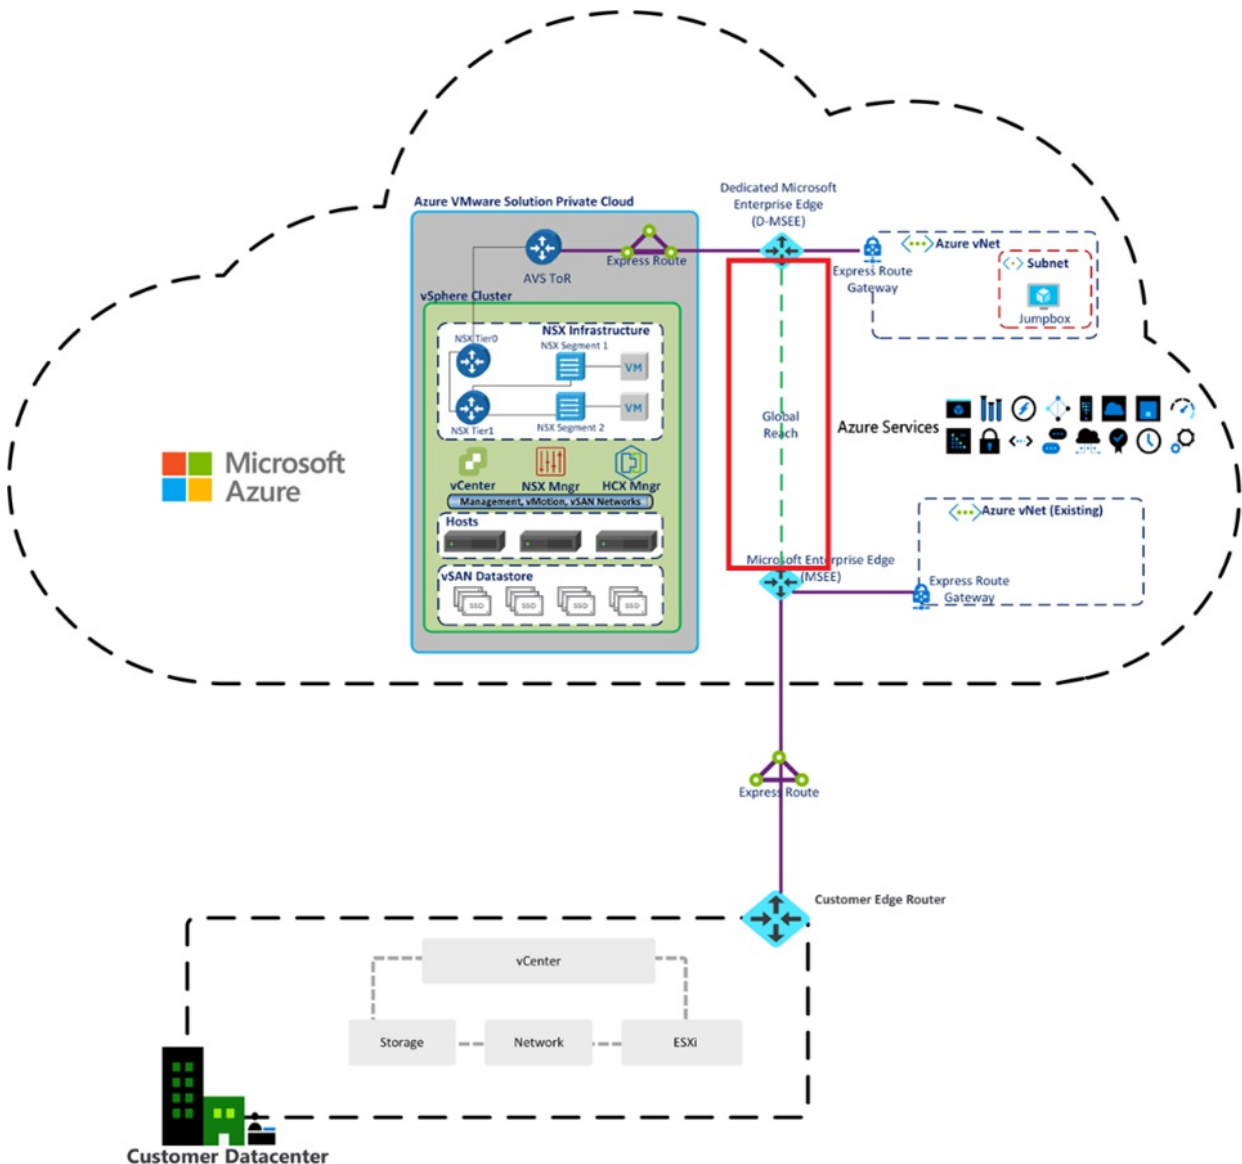 Dedicated Microsoft
Enterprise Edge
(D-MSEE)
Azure VMware Solution Private Cloud
AVS ToR
Express Route
Express Route
Gateway
Azure vNet
Subnet
Jumpbox
vSphere Cluster
NSX Infrastructure
NSX Tier0
NSX Segment 1
VM
NSX Tier1
NSX Segment 2
VM
vCenter
NSX Mngr
HCX Mngr
Management, vMotion, vSAN Networks
Hosts
vSAN Datastore
SSD
SSD
SSD
SSD
Global
Reach
Azure Services
Microsoft
Azure
Azure vNet (Existing)
Microsoft Enterprise Edge
(MSEE)
Express Route
Gateway
Express Route
Customer Edge Router
vCenter
Storage
Network
ESXi
Customer Datacenter